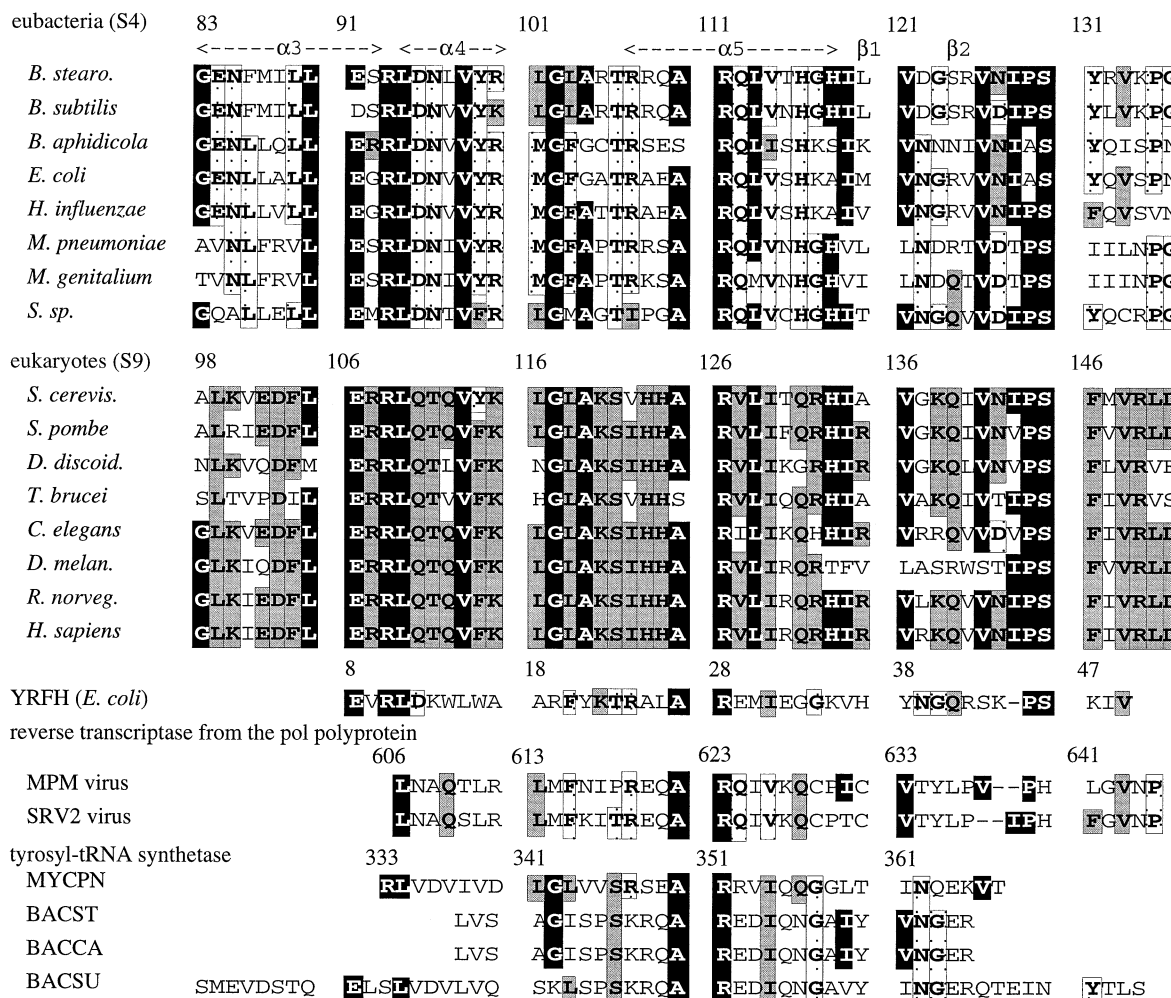 eubacteria (S4) 83 91 101 111 121 131
<--------α3---------> <---α4---> <--------α5--------> β1 β2
B. stearo. GENFMILL ESRLDNLVYR LGLARTRRQA RQLVTHGHIL VDGSRVNIPS YRVKPG
B. subtilis GENFMILL DSRLDNVVYK LGLARTRRQA RQLVNHGHIL VDGSRVDIPS YLVKPG
B. aphidicola GENLLQLL ERRLDNVVYR MGFGCTRSES RQLISHKSIK VNNNIVNIAS YQISPN
E. coli GENLLALL EGRLDNVVYR MGFGATRAEA RQLVSHKAIM VNGRVVNIAS YQVSPN
H. influenzae GENLLVLL EGRLDNVVYR MGFATTRAEA RQLVSHKAIV VNGRVVNIPS FQVSVN
M. pneumoniae AVNLFRVL ESRLDNIVYR MGFAPTRRSA RQLVNHGHVL LNDRTVDTPS IILNPG
M. genitalium TVNLFRVL ESRLDNIVYR MGFAPTRKSA RQMVNHGHVI LNDQTVDTPS IIINPG
S. sp. GQALLELL EMRLDNTVFR LGMAGTIPGA RQLVCHGHIT VNGQVVDIPS YQCRPG
eukaryotes (S9) 98 106 116 126 136 146
S. cerevis. ALKVEDFL ERRLQTQVYK LGLAKSVHHA RVLITQRHIA VGKQIVNIPS FMVRLD
S. pombe ALRIEDFL ERRLQTQVFK LGLAKSIHHA RVLIFQRHIR VGKQIVNVPS FVVRLD
D. discoid. NLKVQDFM ERRLQTLVFK NGLAKSIHHA RVLIKGRHIR VGKQLVNVPS FLVRVE
T. brucei SLTVPDIL ERRLQTVVFK HGLAKSVHHS RVLIQQRHIA VAKQIVTIPS FIVRVS
C. elegans GLKVEDFL ERRLQTQVFK LGLAKSIHHA RILIKQHHIR VRRQVVDVPS FIVRLD
D. melan. GLKIQDFL ERRLQTQVFK LGLAKSIHHA RVLIRQRTFV LASRWSTIPS FVVRLD
R. norveg. GLKIEDFL ERRLQTQVFK LGLAKSIHHA RVLIRQRHIR VLKQVVNIPS FIVRLD
H. sapiens GLKIEDFL ERRLQTQVFK LGLAKSIHHA RVLIRQRHIR VRKQVVNIPS FIVRLD
8 18 28 38 47
YRFH (E. coli) EVRLDKWLWA ARFYKTRALA REMIEGGKVH YNGQRSK-PS KIV
reverse transcriptase from the pol polyprotein
606 613 623 633 641
MPM virus LNAQTLR LMFNIPREQA RQIVKQCPIC VTYLPV--PH LGVNP
SRV2 virus LNAQSLR LMFKITREQA RQIVKQCPTC VTYLP--IPH FGVNP
tyrosyl-tRNA synthetase 333 341 351 361
MYCPN RLVDVIVD LGLVVSRSEA RRVIQQGGLT INQEKVT
BACST LVS AGISPSKRQA REDIQNGAIY VNGER
BACCA LVS AGISPSKRQA REDIQNGAIY VNGER
BACSU SMEVDSTQ ELSLVDVLVQ SKLSPSKRQA REDIQNGAVY INGERQTEIN YTLS